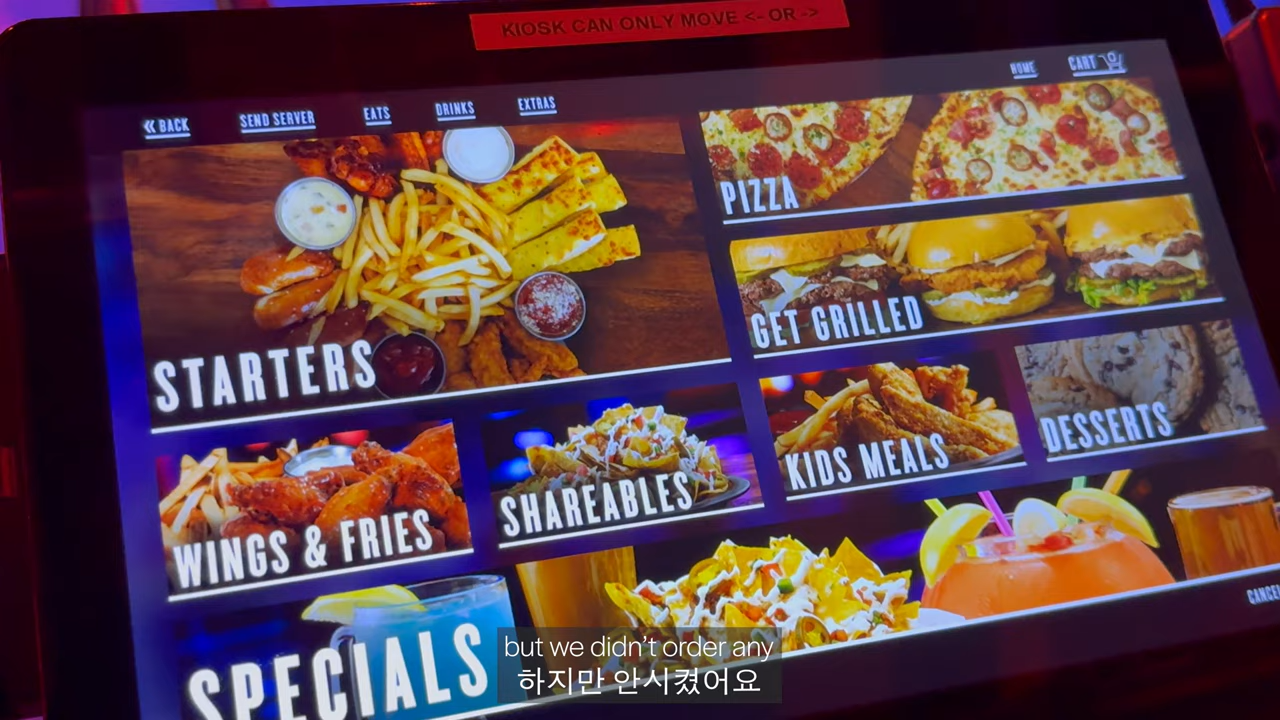 KIOSK CAN ONLY MOVE <- OR ->
HOME
CART
« BACK
SEND SERVER
EATS
DRINKS
EXTRAS
STARTERS
PIZZA
GET GRILLED
WINGS & FRIES
SHAREABLES
KIDS MEALS
DESSERTS
SPECIALS
but we didn't order any
하지만 안시켰어요